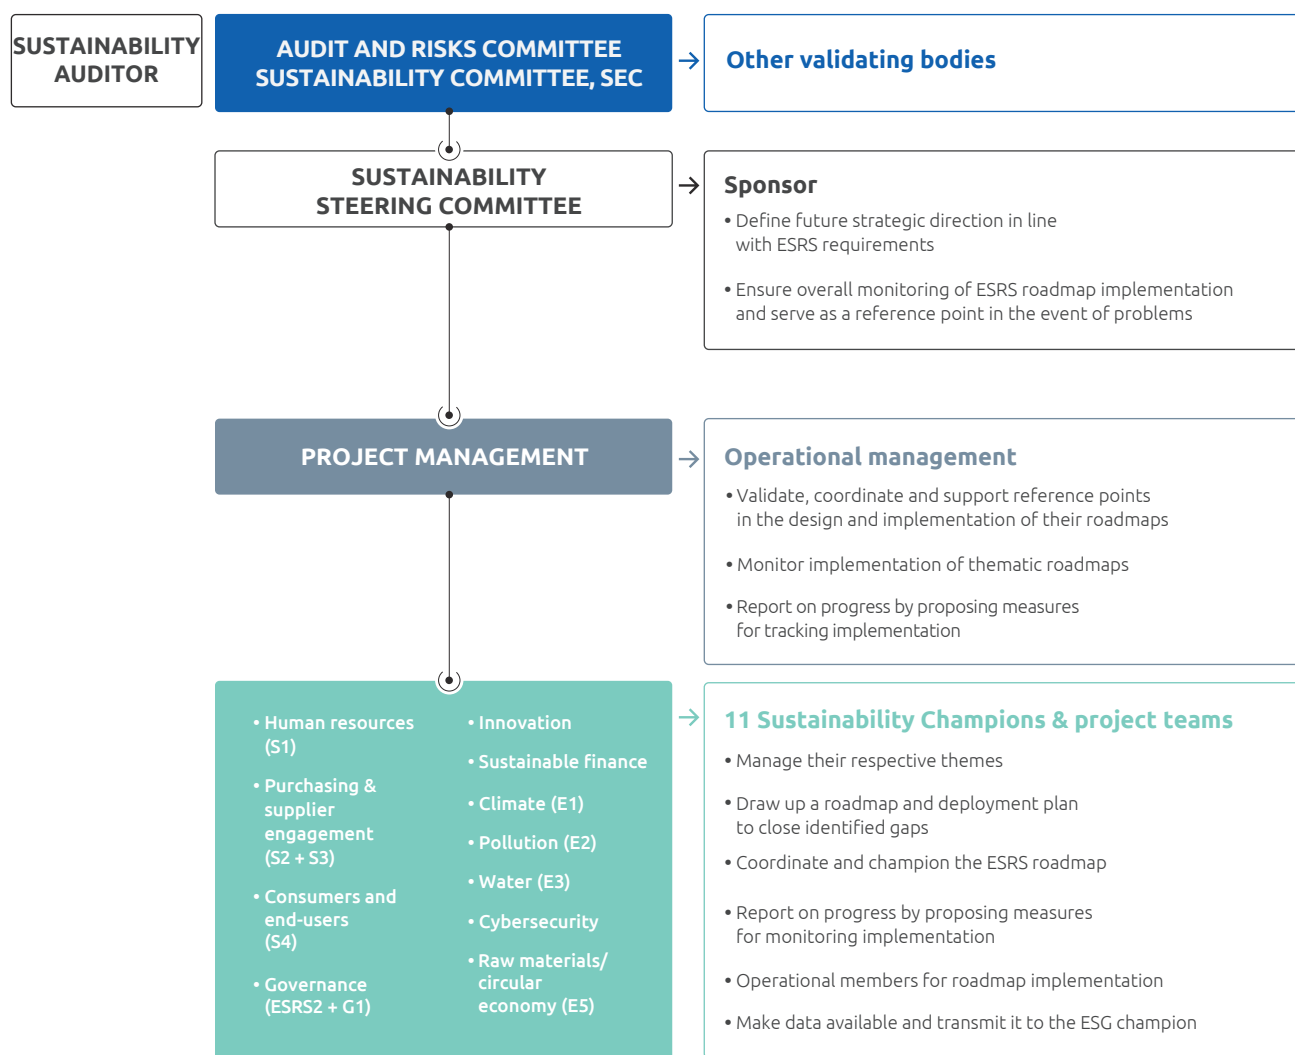 SUSTAINABILITY
AUDITOR
AUDIT AND RISKS COMMITTEE
SUSTAINABILITY COMMITTEE, SEC
Other validating bodies
SUSTAINABILITY
STEERING COMMITTEE
Sponsor
• Define future strategic direction in line
with ESRS requirements
• Ensure overall monitoring of ESRS roadmap implementation
and serve as a reference point in the event of problems
PROJECT MANAGEMENT
Operational management
• Validate, coordinate and support reference points
in the design and implementation of their roadmaps
• Monitor implementation of thematic roadmaps
• Report on progress by proposing measures
for tracking implementation
• Human resources
(S1)
• Purchasing &
supplier
engagement
(S2 + S3)
• Consumers and
end-users
(S4)
• Governance
(ESRS2 + G1)
• Innovation
• Sustainable finance
• Climate (E1)
• Pollution (E2)
• Water (E3)
• Cybersecurity
• Raw materials/
circular
economy (E5)
11 Sustainability Champions & project teams
• Manage their respective themes
• Draw up a roadmap and deployment plan
to close identified gaps
• Coordinate and champion the ESRS roadmap
• Report on progress by proposing measures
for monitoring implementation
• Operational members for roadmap implementation
• Make data available and transmit it to the ESG champion